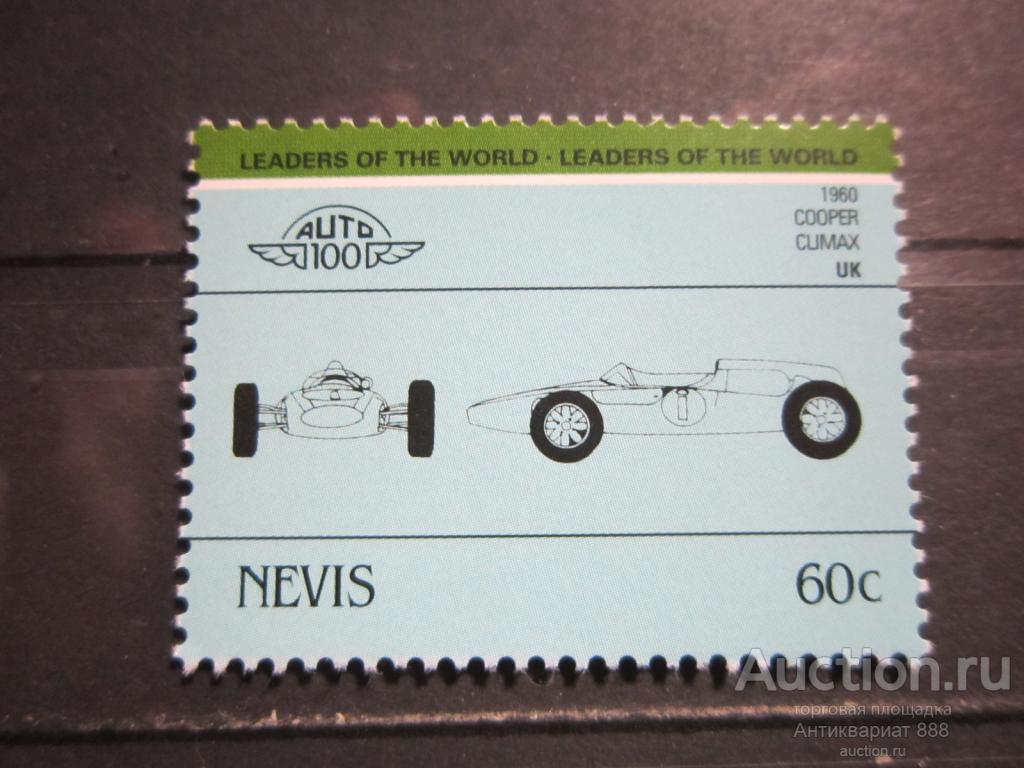 LEADERS OF THE WORLD · LEADERS OF THE WORLD
AUTO
100
1960
COOPER
CLIMAX
UK
1
NEVIS
60c
Auction.ru
торговая площадка
Антиквариат 888
auction.ru